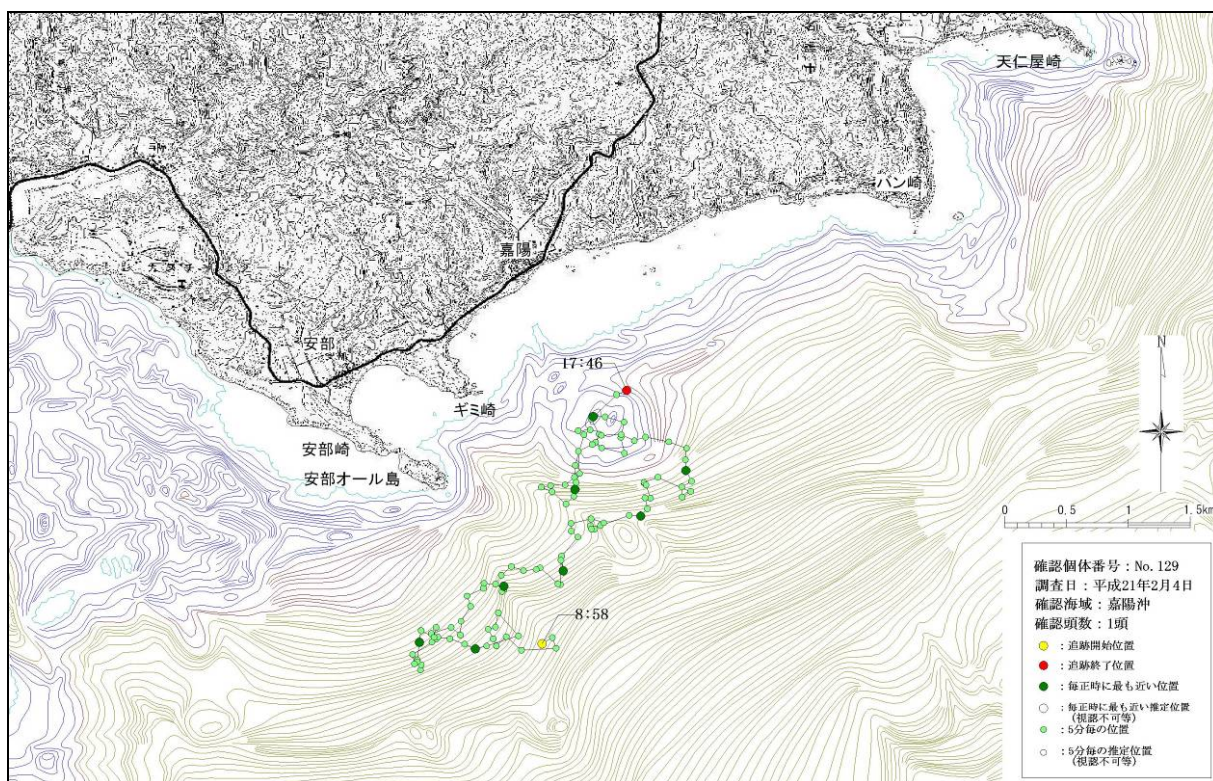 天仁屋崎
バン崎
嘉陽
安部
17:46
ギミ崎
安部崎
安部オール島
N
0 0.5 1 1.5km
8:58
確認個体番号：No.129
調査日：平成21年2月4日
確認海域：嘉陽沖
確認頭数：1頭
：追跡開始位置
：追跡終了位置
：毎正時に最も近い位置
：毎正時に最も近い推定位置
（視認不可等）
：5分毎の位置
：5分毎の推定位置
（視認不可等）